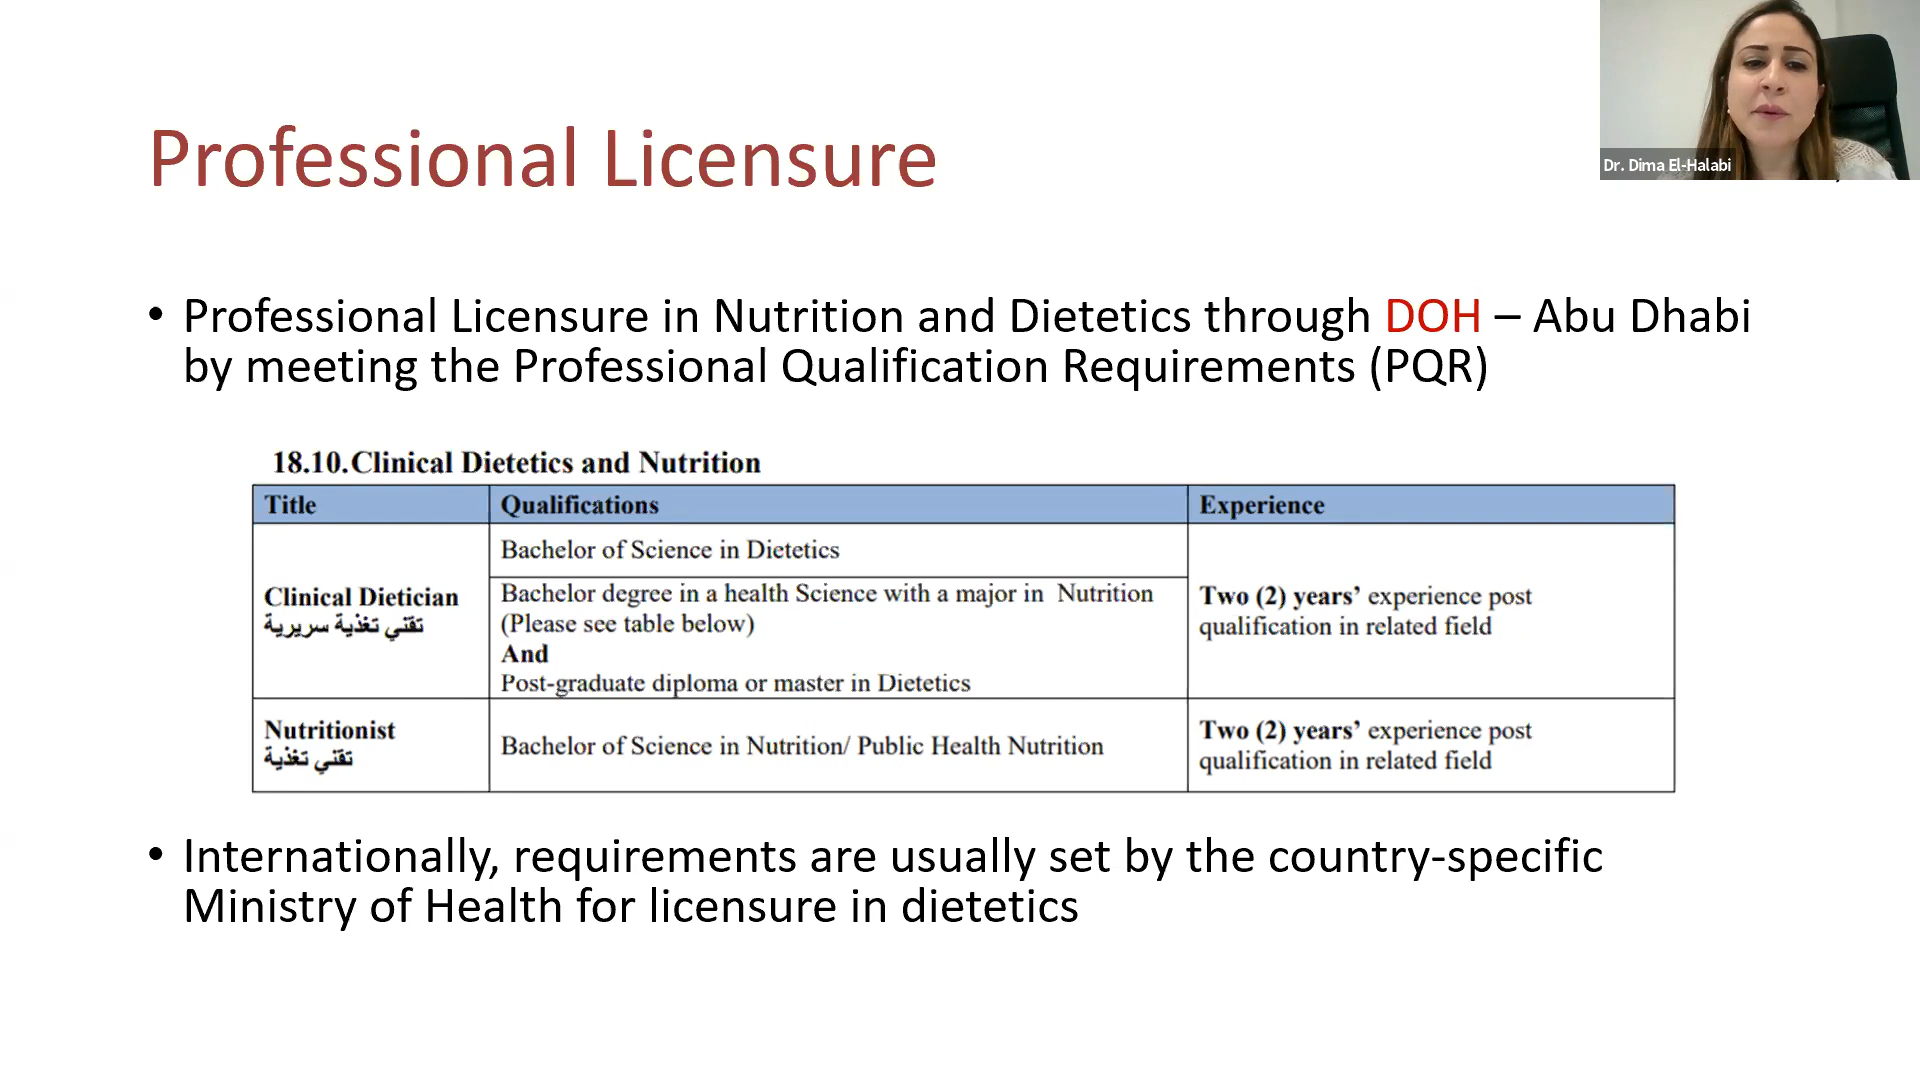 Professional Licensure
Dr. Dima El-Halabi
• Professional Licensure in Nutrition and Dietetics through DOH – Abu Dhabi
by meeting the Professional Qualification Requirements (PQR)
18.10. Clinical Dietetics and Nutrition
Title
Qualifications
Experience
Clinical Dietician
تقني تغذية سريرية
Bachelor of Science in Dietetics
Bachelor degree in a health Science with a major in Nutrition
(Please see table below)
And
Post-graduate diploma or master in Dietetics
Two (2) years’ experience post
qualification in related field
Nutritionist
تقني تغذية
Bachelor of Science in Nutrition/ Public Health Nutrition
Two (2) years’ experience post
qualification in related field
• Internationally, requirements are usually set by the country-specific
Ministry of Health for licensure in dietetics